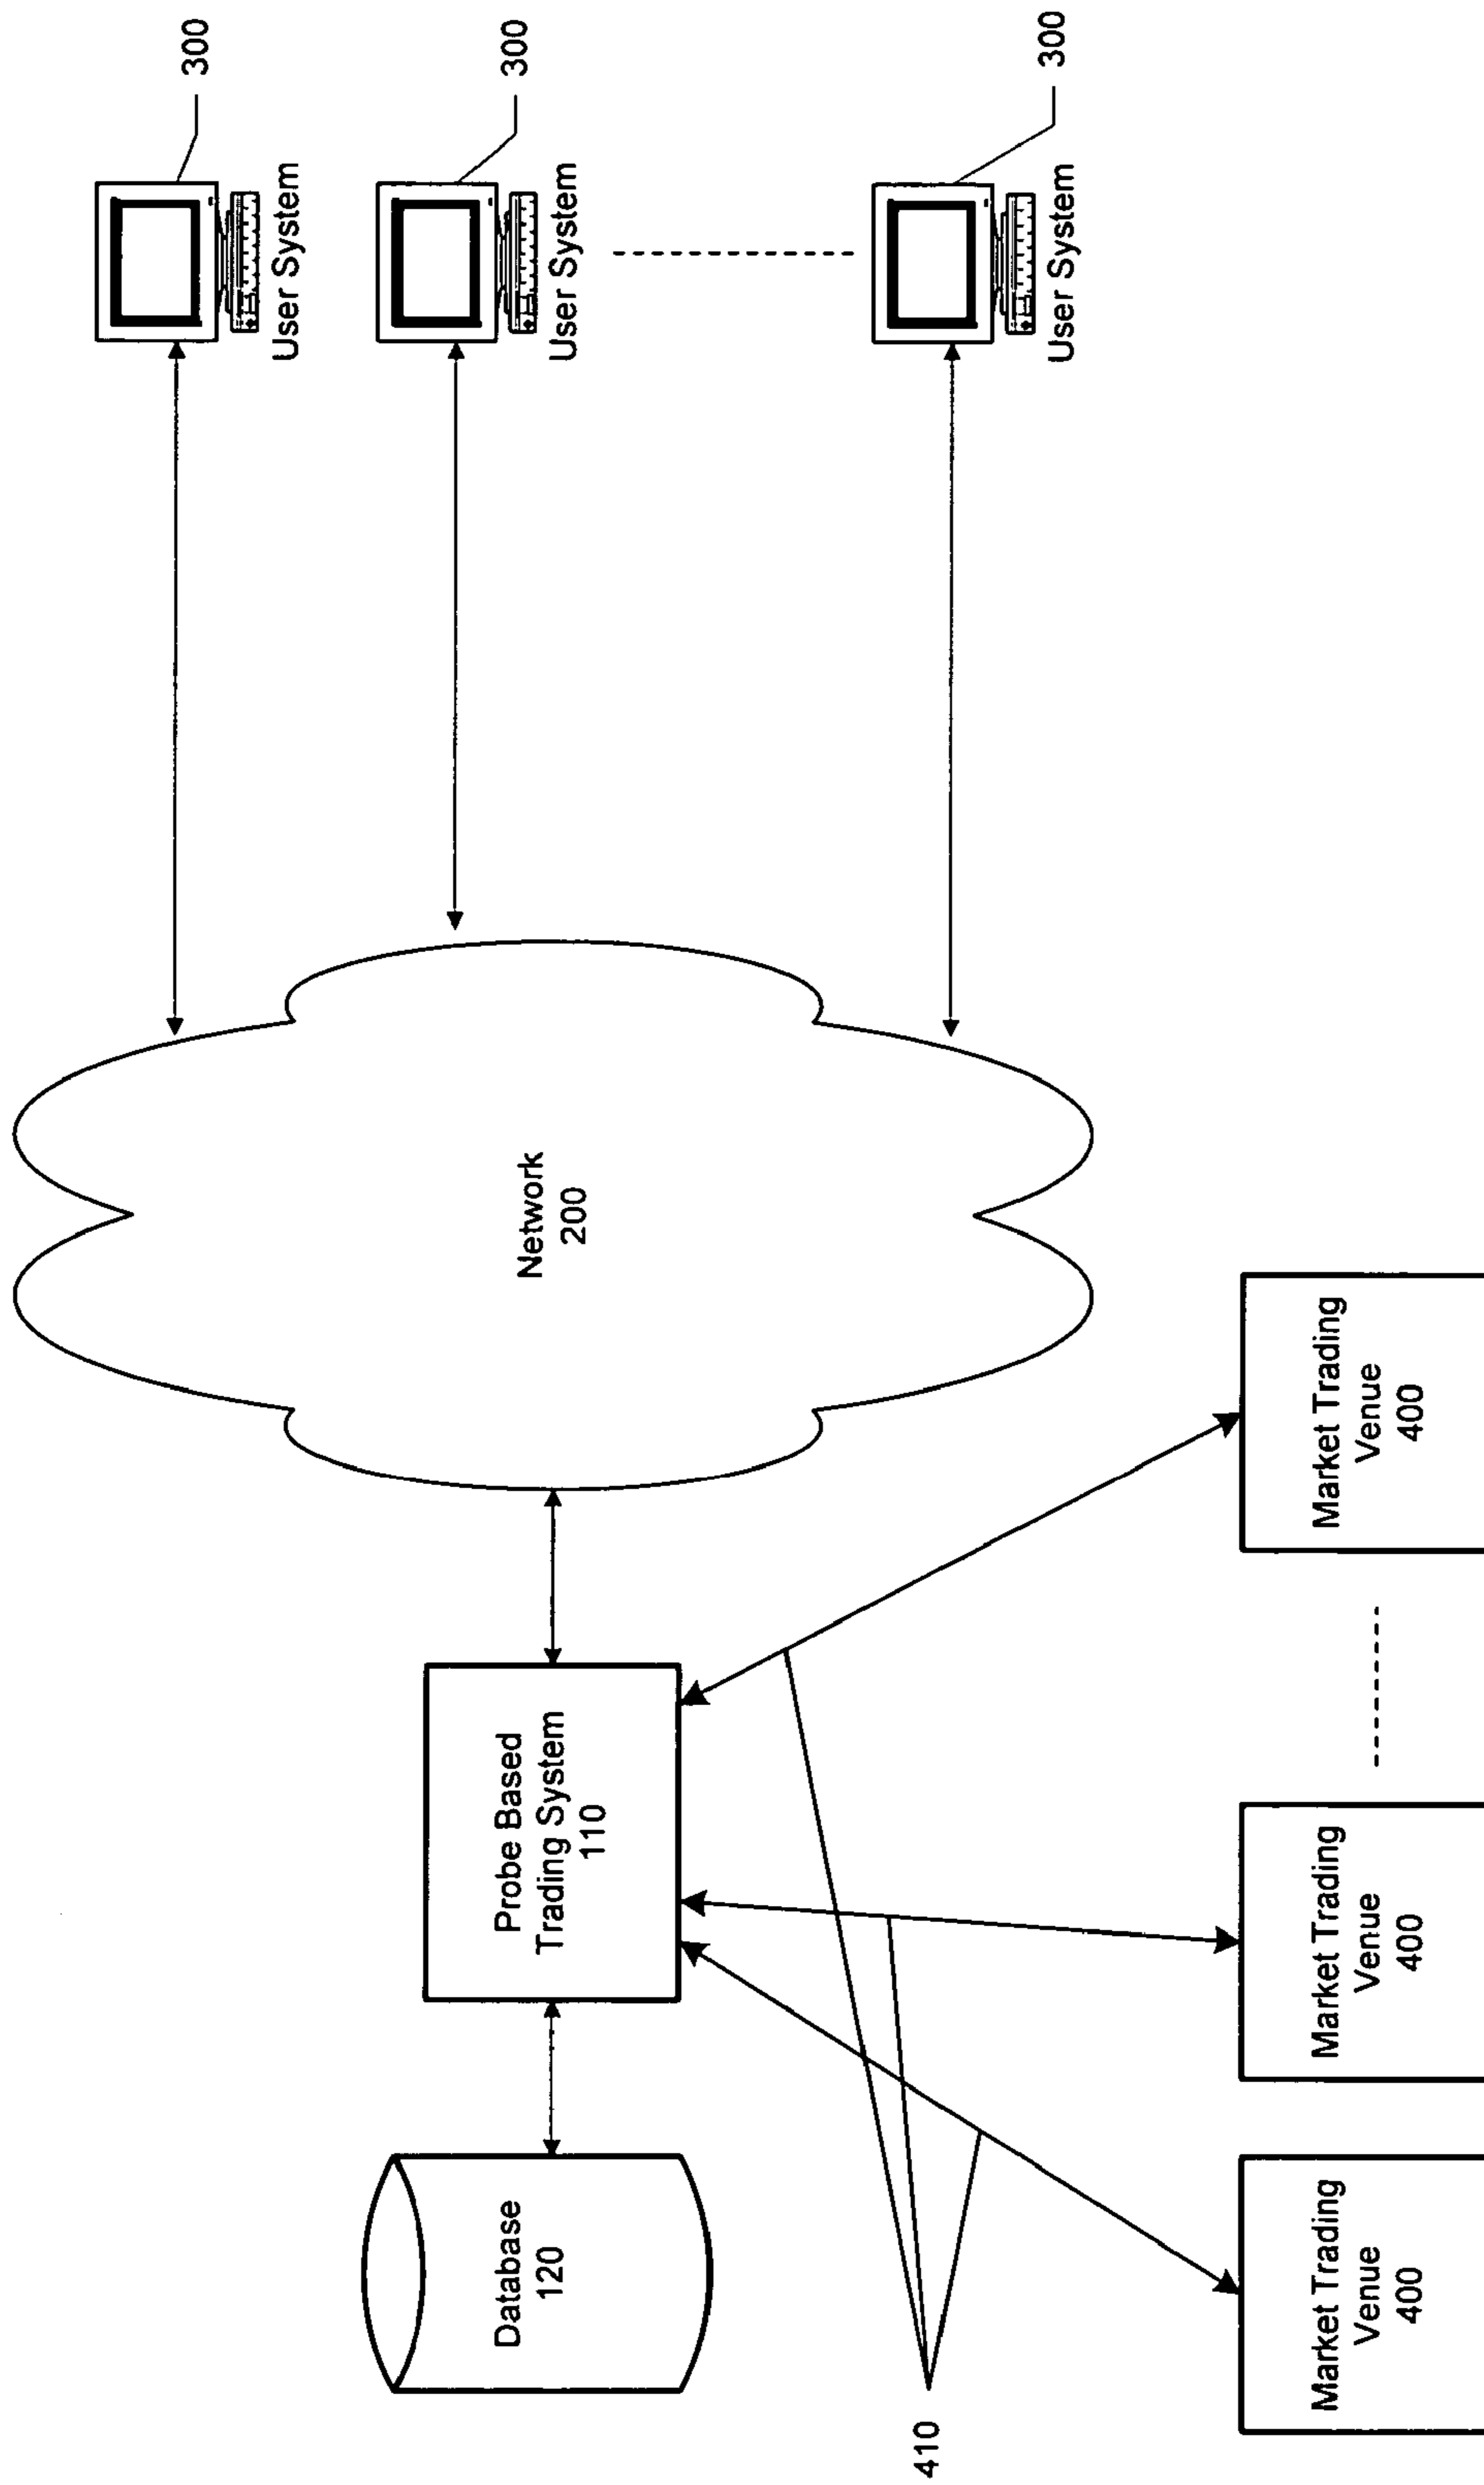 300
User System
300
User System
300
User System
Network
200
Probe Based
Trading System
110
Database
120
410
Market Trading
Venue
400
Market Trading
Venue
400
Market Trading
Venue
400